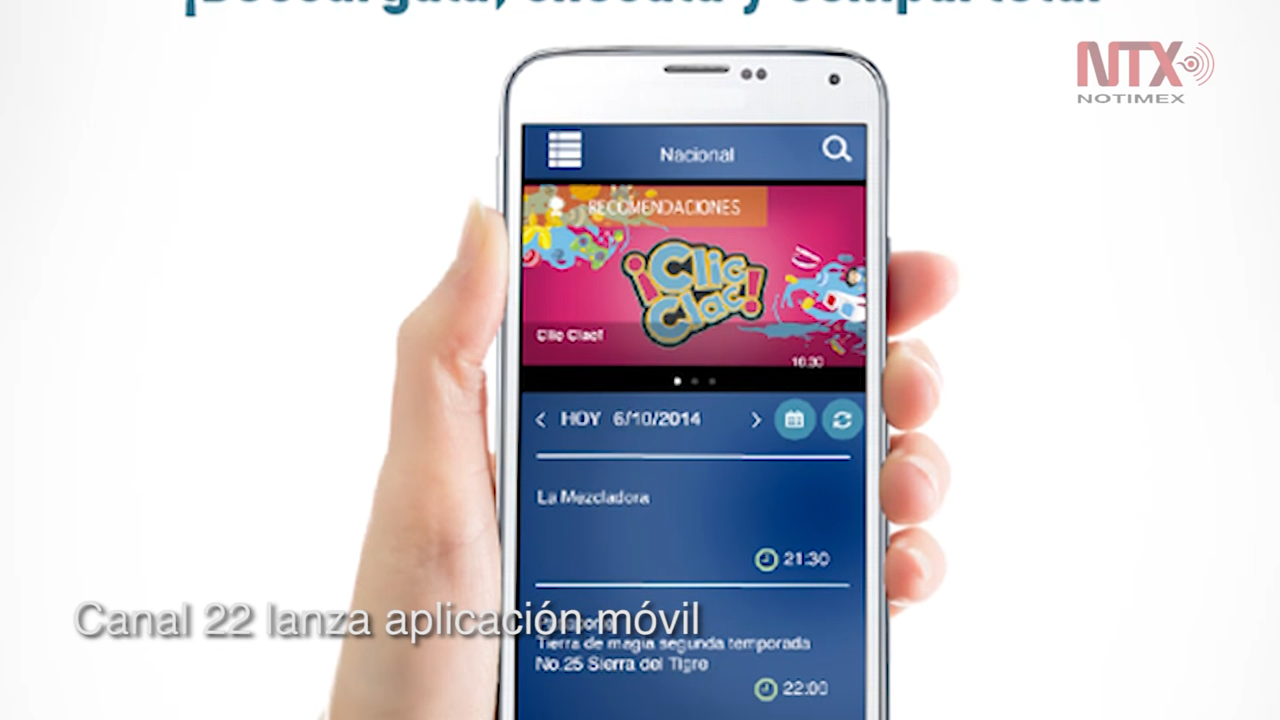 NTX
NOTIMEX
Nacional
RECOMENDACIONES
¡Clic
Clac!
Clic Clac!
16:30
HOY 6/10/2014
La Mezcladora
21:30
Canal 22 lanza aplicación móvil
Tierra de magia segunda temporada
No.25 Sierra del Tigre
22:00